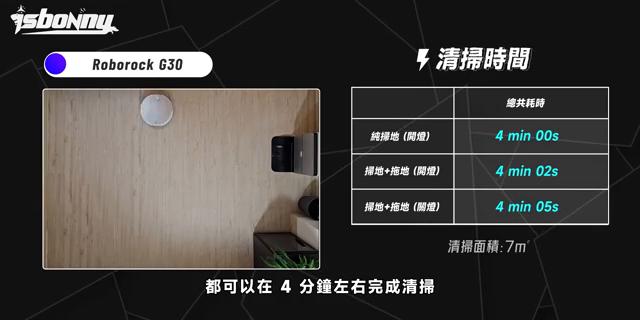 isbonny
Roborock G30
清掃時間
總共耗時
純掃地 (開燈) 4 min 00s
掃地+拖地 (開燈) 4 min 02s
掃地+拖地 (關燈) 4 min 05s
清掃面積:7㎡
都可以在 4 分鐘左右完成清掃